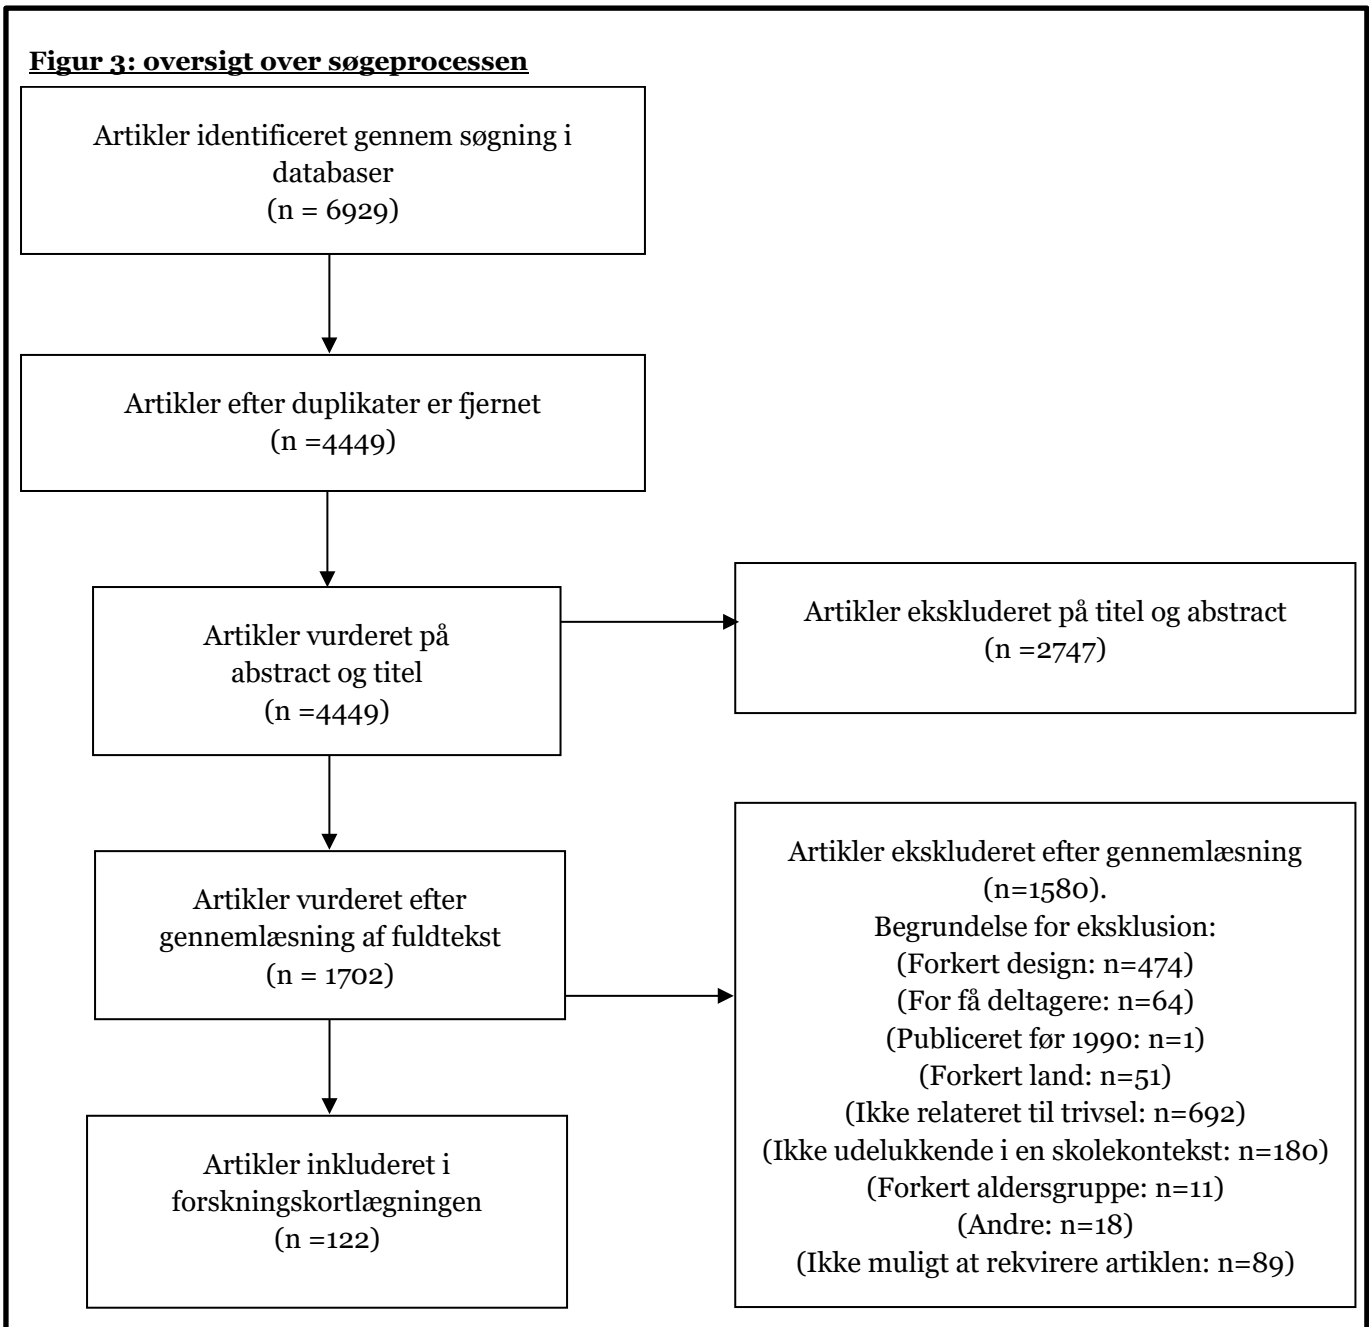 Figur 3: oversigt over søgeprocessen
Artikler identificeret gennem søgning i
databaser
(n = 6929)
Artikler efter duplikater er fjernet
(n =4449)
Artikler vurderet på
abstract og titel
(n =4449)
Artikler ekskluderet på titel og abstract
(n =2747)
Artikler vurderet efter
gennemlæsning af fuldtekst
(n = 1702)
Artikler ekskluderet efter gennemlæsning
(n=1580).
Begrundelse for eksklusion:
(Forkert design: n=474)
(For få deltagere: n=64)
(Publiceret før 1990: n=1)
(Forkert land: n=51)
(Ikke relateret til trivsel: n=692)
(Ikke udelukkende i en skolekontekst: n=180)
(Forkert aldersgruppe: n=11)
(Andre: n=18)
(Ikke muligt at rekvirere artiklen: n=89)
Artikler inkluderet i
forskningskortlægningen
(n =122)